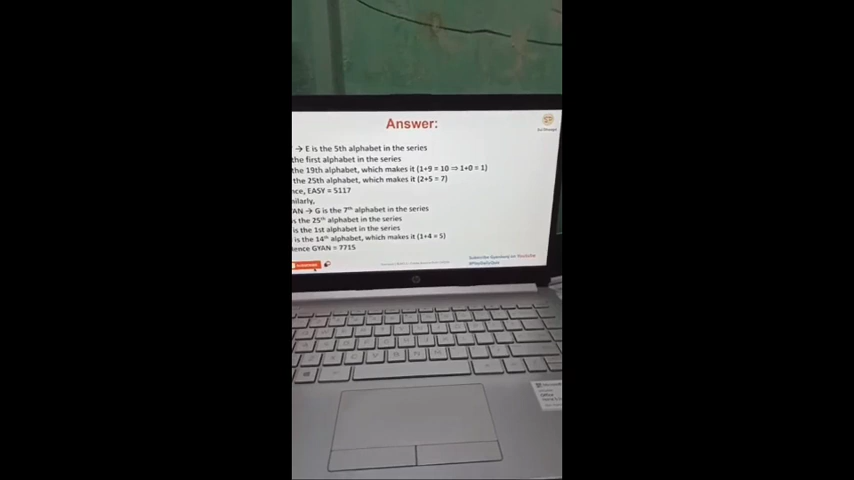 Answer:
→ E is the 5th alphabet in the series
the first alphabet in the series
the 19th alphabet, which makes it (1+9 = 10 ⇒ 1+0 = 1)
the 25th alphabet, which makes it (2+5 = 7)
nce, EASY = 5117
nilarly,
AN → G is the 7th alphabet in the series
s the 25th alphabet in the series
is the 1st alphabet in the series
is the 14th alphabet, which makes it (1+4 = 5)
ence GYAN = 7715